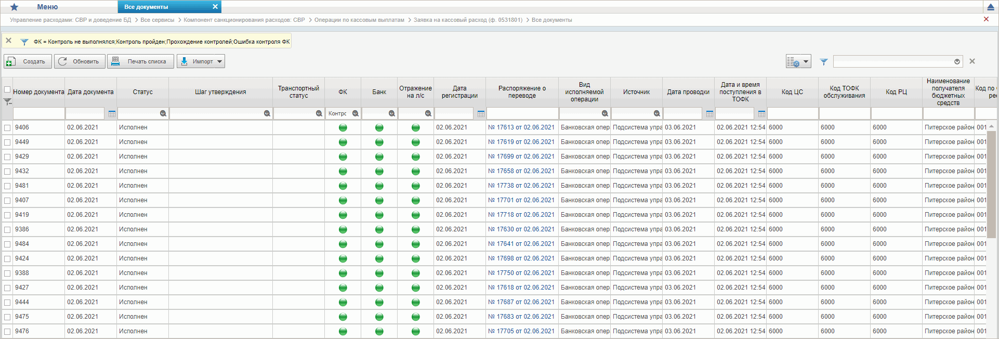 Меню Все документы
Управление расходами: СВР и доведение БД > Все сервисы > Компонент санкционирования расходов: СВР > Операции по кассовым выплатам > Заявка на кассовый расход (ф. 0531801) > Все документы
ФК = Контроль не выполнялся;Контроль пройден;Прохождение контролей;Ошибка контроля ФК
Создать Обновить Печать списка Импорт
Номер документа Дата документа Статус Шаг утверждения Транспортный статус ФК Банк Отражение на л/с Дата регистрации Распоряжение о переводе Вид исполняемой операции Источник Дата проводки Дата и время поступления в ТОФК Код ЦС Код ТОФК обслуживания Код РЦ Наименование получателя бюджетных средств Код по
Контрс
9406 02.06.2021 Исполнен 02.06.2021 № 17613 от 02.06.2021 Банковская опер Подсистема упра 03.06.2021 02.06.2021 12:54 6000 6000 6000 Питерское район 001
9449 02.06.2021 Исполнен 02.06.2021 № 17619 от 02.06.2021 Банковская опер Подсистема упра 03.06.2021 02.06.2021 12:54 6000 6000 6000 Питерское район 001
9429 02.06.2021 Исполнен 02.06.2021 № 17699 от 02.06.2021 Банковская опер Подсистема упра 03.06.2021 02.06.2021 12:54 6000 6000 6000 Питерское район 001
9432 02.06.2021 Исполнен 02.06.2021 № 17658 от 02.06.2021 Банковская опер Подсистема упра 03.06.2021 02.06.2021 12:54 6000 6000 6000 Питерское район 001
9481 02.06.2021 Исполнен 02.06.2021 № 17738 от 02.06.2021 Банковская опер Подсистема упра 03.06.2021 02.06.2021 12:54 6000 6000 6000 Питерское район 001
9407 02.06.2021 Исполнен 02.06.2021 № 17701 от 02.06.2021 Банковская опер Подсистема упра 03.06.2021 02.06.2021 12:54 6000 6000 6000 Питерское район 001
9419 02.06.2021 Исполнен 02.06.2021 № 17718 от 02.06.2021 Банковская опер Подсистема упра 03.06.2021 02.06.2021 12:54 6000 6000 6000 Питерское район 001
9386 02.06.2021 Исполнен 02.06.2021 № 17630 от 02.06.2021 Банковская опер Подсистема упра 03.06.2021 02.06.2021 12:54 6000 6000 6000 Питерское район 001
9484 02.06.2021 Исполнен 02.06.2021 № 17641 от 02.06.2021 Банковская опер Подсистема упра 03.06.2021 02.06.2021 12:54 6000 6000 6000 Питерское район 001
9424 02.06.2021 Исполнен 02.06.2021 № 17698 от 02.06.2021 Банковская опер Подсистема упра 03.06.2021 02.06.2021 12:54 6000 6000 6000 Питерское район 001
9388 02.06.2021 Исполнен 02.06.2021 № 17750 от 02.06.2021 Банковская опер Подсистема упра 03.06.2021 02.06.2021 12:54 6000 6000 6000 Питерское район 001
9427 02.06.2021 Исполнен 02.06.2021 № 17618 от 02.06.2021 Банковская опер Подсистема упра 03.06.2021 02.06.2021 12:54 6000 6000 6000 Питерское район 001
9444 02.06.2021 Исполнен 02.06.2021 № 17687 от 02.06.2021 Банковская опер Подсистема упра 03.06.2021 02.06.2021 12:54 6000 6000 6000 Питерское район 001
9475 02.06.2021 Исполнен 02.06.2021 № 17683 от 02.06.2021 Банковская опер Подсистема упра 03.06.2021 02.06.2021 12:54 6000 6000 6000 Питерское район 001
9476 02.06.2021 Исполнен 02.06.2021 № 17705 от 02.06.2021 Банковская опер Подсистема упра 03.06.2021 02.06.2021 12:54 6000 6000 6000 Питерское район 001